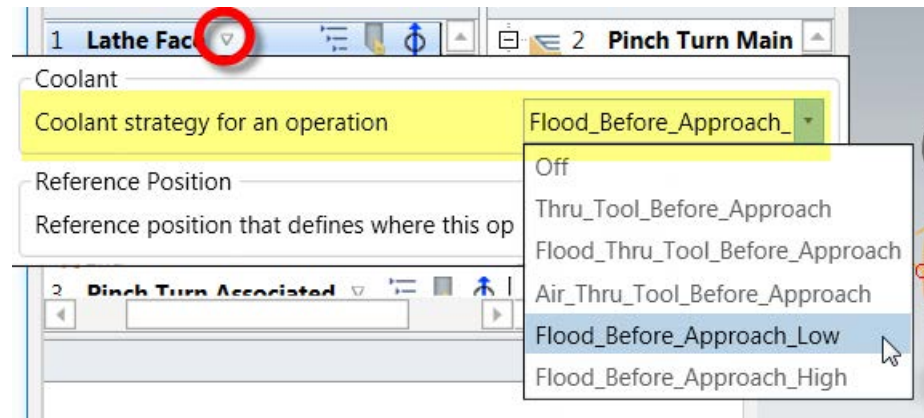 1 Lathe Fac
2 Pinch Turn Main
Coolant
Coolant strategy for an operation
Flood_Before_Approach_
Off
Thru_Tool_Before_Approach
Flood_Thru_Tool_Before_Approach
Air_Thru_Tool_Before_Approach
Flood_Before_Approach_Low
Flood_Before_Approach_High
Reference Position
Reference position that defines where this op
3 Pinch Turn Associated